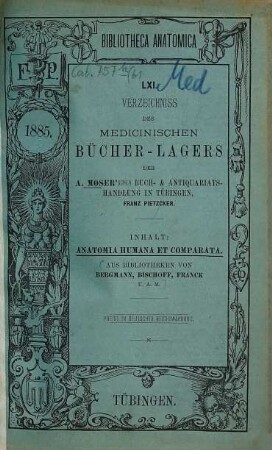 BIBLIOTHECA ANATOMICA
F P
Med
1885.
LXI.
VERZEICHNISS
DES
MEDICINISCHEN
BÜCHER-LAGERS
DER
A. MOSER'SCHEN BUCH- & ANTIQUARIATS-
HANDLUNG IN TÜBINGEN,
FRANZ PIETZCKER.
INHALT:
ANATOMIA HUMANA ET COMPARATA.
AUS BIBLIOTHEKEN VON
BERGMANN, BISCHOFF, FRANCK
U. A. M.
TÜBINGEN.